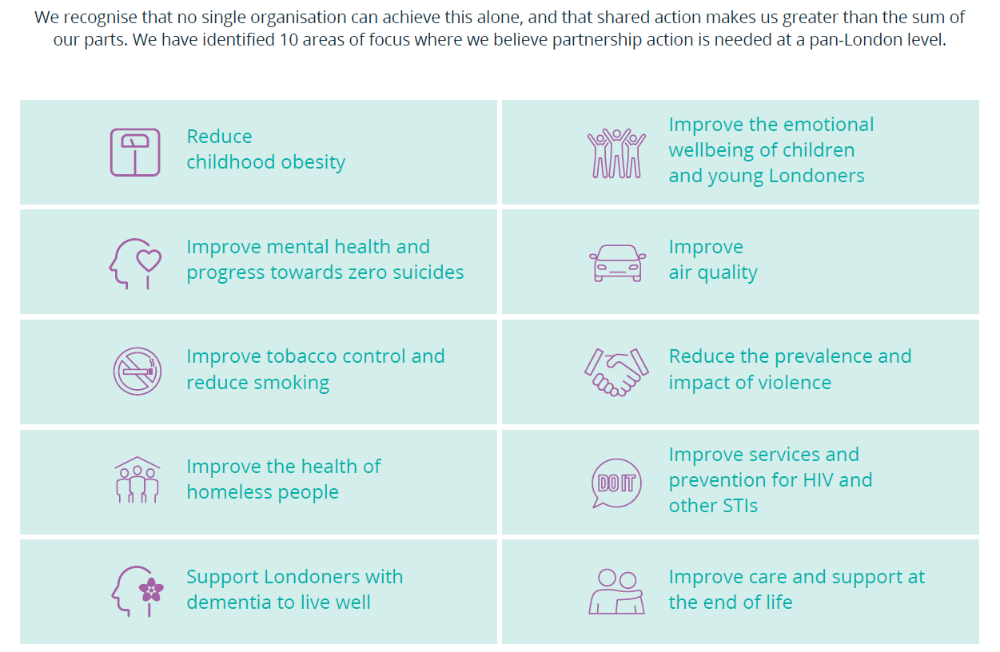 We recognise that no single organisation can achieve this alone, and that shared action makes us greater than the sum of
our parts. We have identified 10 areas of focus where we believe partnership action is needed at a pan-London level.
Reduce
childhood obesity
Improve the emotional
wellbeing of children
and young Londoners
Improve mental health and
progress towards zero suicides
Improve
air quality
Improve tobacco control and
reduce smoking
Reduce the prevalence and
impact of violence
Improve the health of
homeless people
DO IT
Improve services and
prevention for HIV and
other STIs
Support Londoners with
dementia to live well
Improve care and support at
the end of life